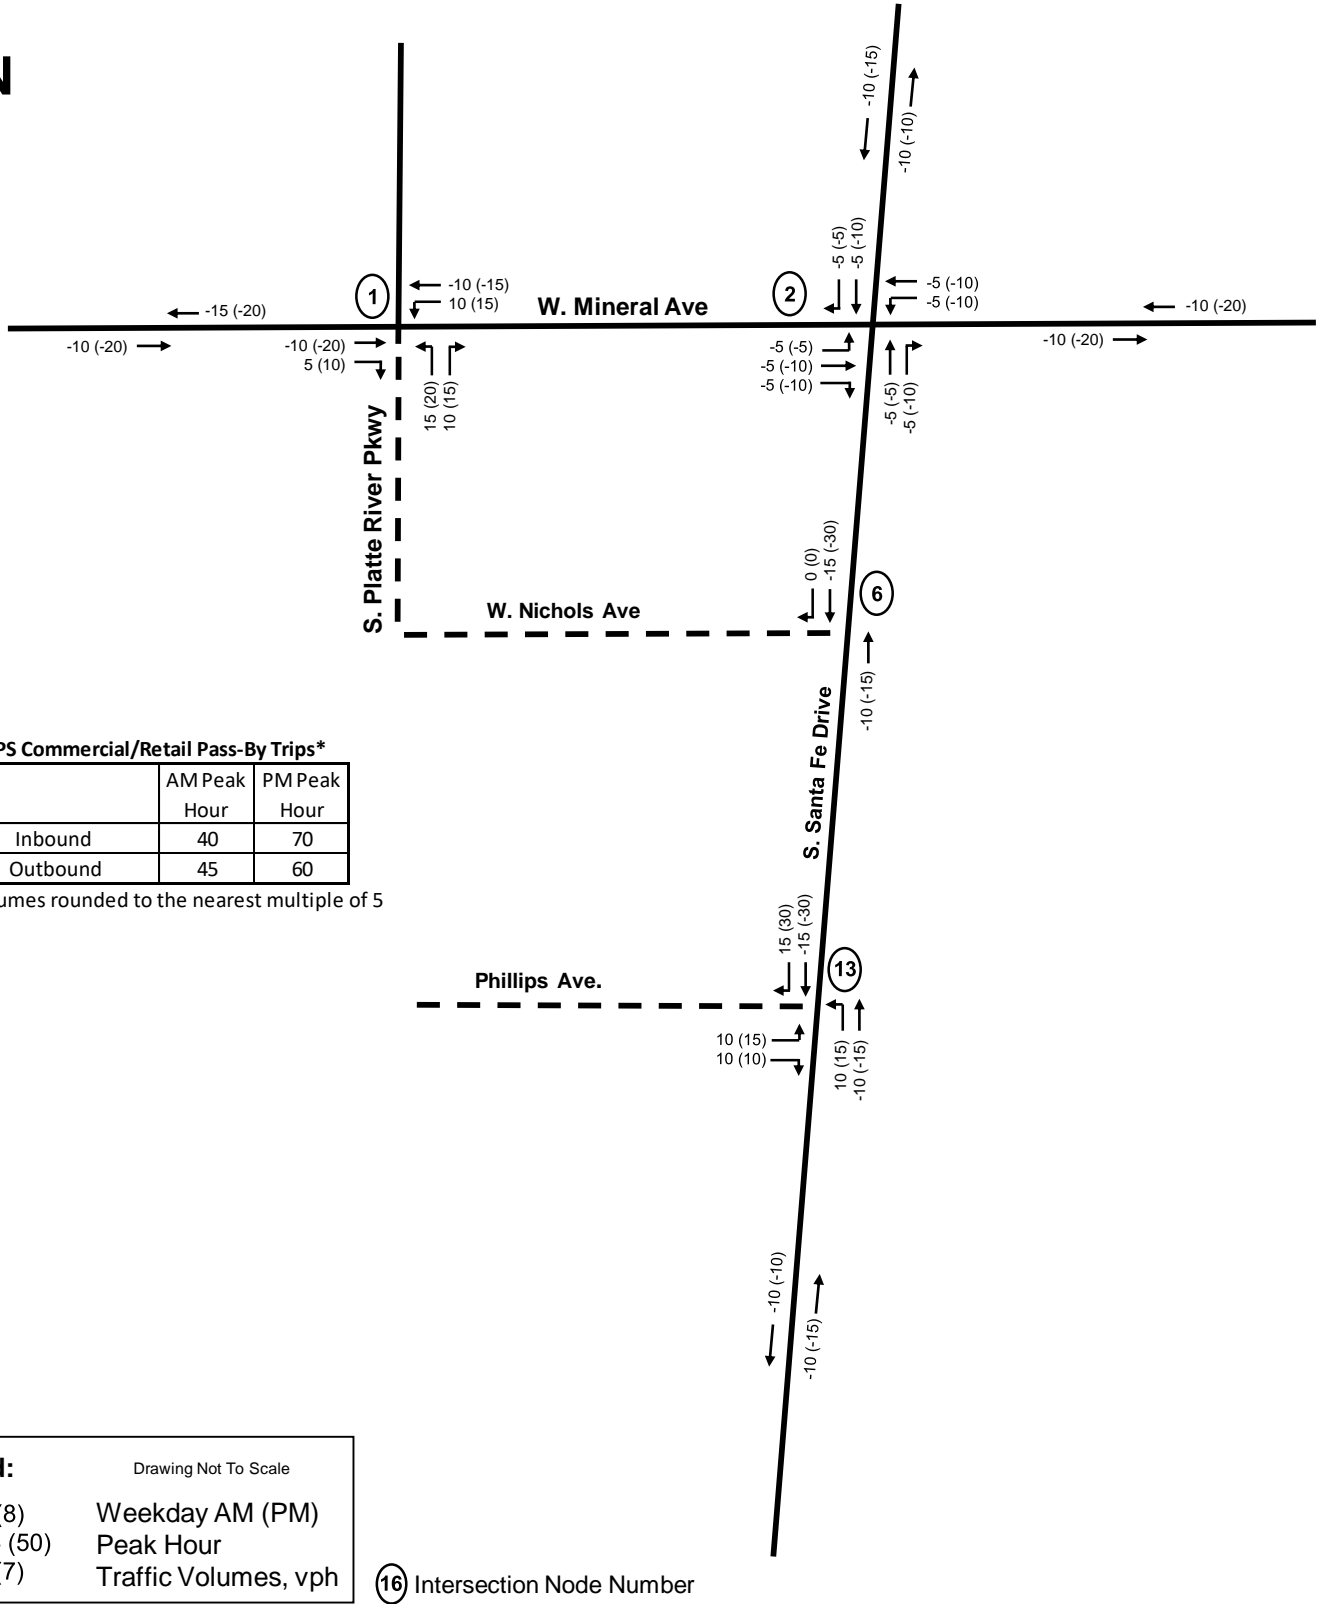 N
-10 (-15)
-10 (-10)
-5 (-5)
-5 (-10)
1
-10 (-15)
10 (15)
W. Mineral Ave
2
-5 (-10)
-5 (-10)
-15 (-20)
-10 (-20)
-10 (-20)
-10 (-20)
5 (10)
15 (20)
10 (15)
-5 (-5)
-5 (-10)
-5 (-10)
-5 (-5)
-5 (-10)
-10 (-20)
S. Platte River Pkwy
0 (0)
-15 (-30)
6
W. Nichols Ave
-10 (-15)
S. Santa Fe Drive
PS Commercial/Retail Pass-By Trips*
AM Peak Hour
PM Peak Hour
Inbound 40 70
Outbound 45 60
umes rounded to the nearest multiple of 5
15 (30)
-15 (-30)
13
Phillips Ave.
10 (15)
10 (10)
10 (15)
-10 (-15)
-10 (-10)
-10 (-15)
d:
Drawing Not To Scale
(8)
(50)
(7)
Weekday AM (PM)
Peak Hour
Traffic Volumes, vph
16 Intersection Node Number